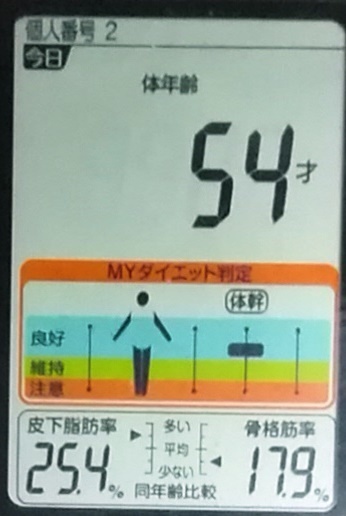 個人番号 2
今日
体年齢
54才
MYダイエット判定
体幹
良好
維持
注意
皮下脂肪率
25.4%
多い
平均
少ない
同年齢比較
骨格筋率
17.9%